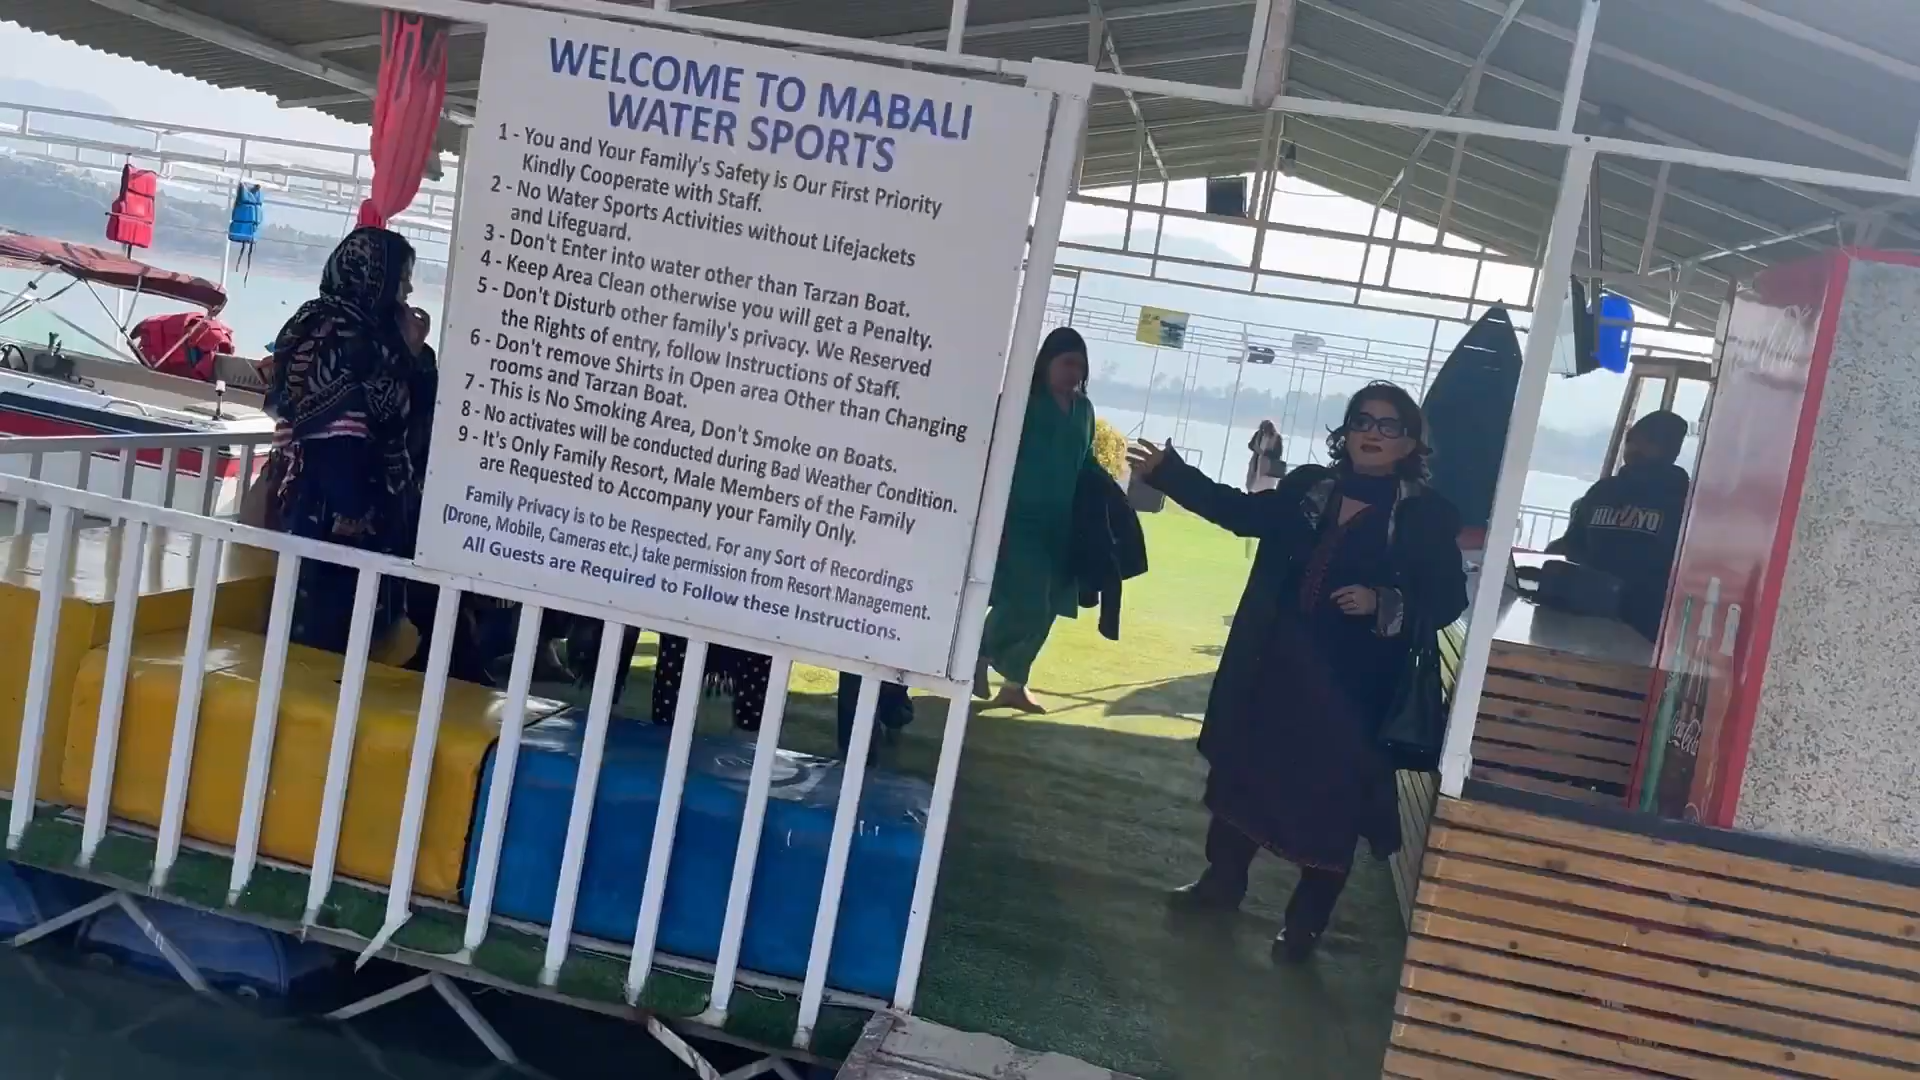 WELCOME TO MABALI
WATER SPORTS
1 - You and Your Family's Safety is Our First Priority
Kindly Cooperate with Staff.
2 - No Water Sports Activities without Lifejackets
and Lifeguard.
3 - Don't Enter into water other than Tarzan Boat.
4 - Keep Area Clean otherwise you will get a Penalty.
5 - Don't Disturb other family's privacy. We Reserved
the Rights of entry, follow Instructions of Staff.
6 - Don't remove Shirts in Open area Other than Changing
rooms and Tarzan Boat.
7 - This is No Smoking Area, Don't Smoke on Boats.
8 - No activates will be conducted during Bad Weather Condition.
9 - It's Only Family Resort, Male Members of the Family
are Requested to Accompany your Family Only.
Family Privacy is to be Respected. For any Sort of Recordings
(Drone, Mobile, Cameras etc.) take permission from Resort Management.
All Guests are Required to Follow these Instructions.
Coca-Cola